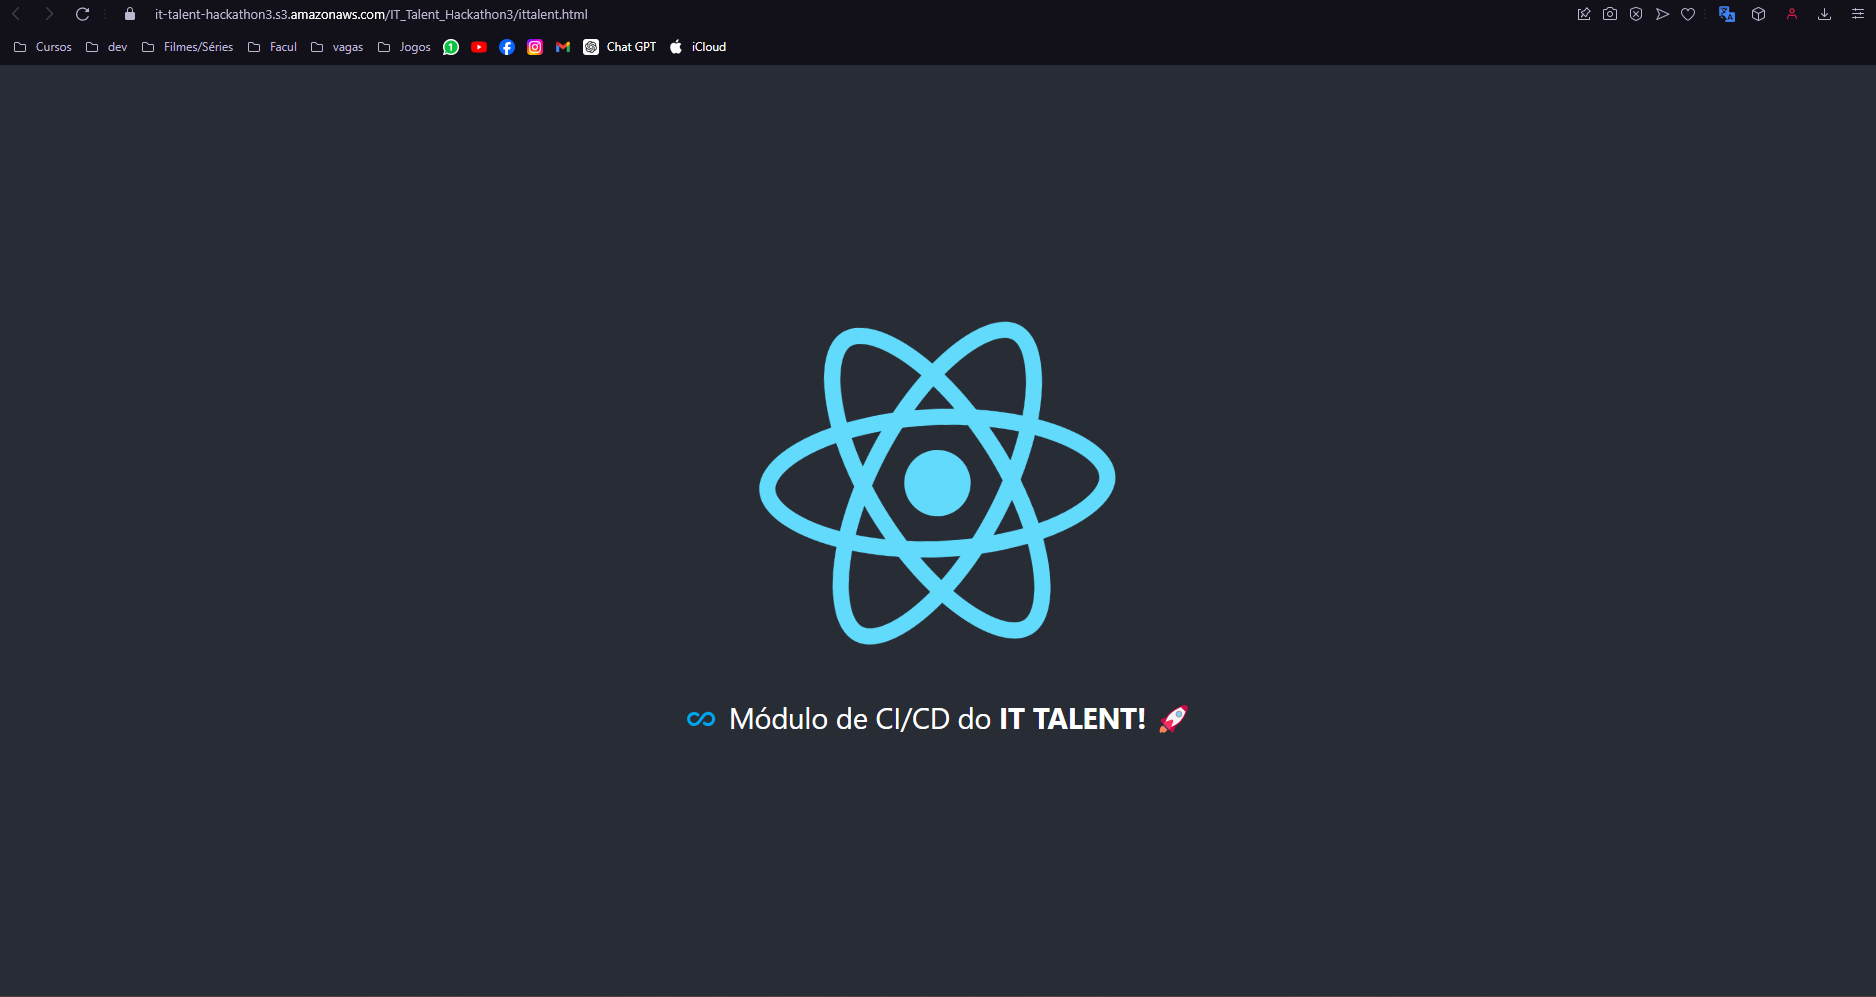 it-talent-hackathon3.s3.amazonaws.com/IT_Talent_Hackathon3/ittalent.html
Cursos dev Filmes/Séries Facul vagas Jogos 1 Chat GPT iCloud
∞ Módulo de CI/CD do IT TALENT! 🚀